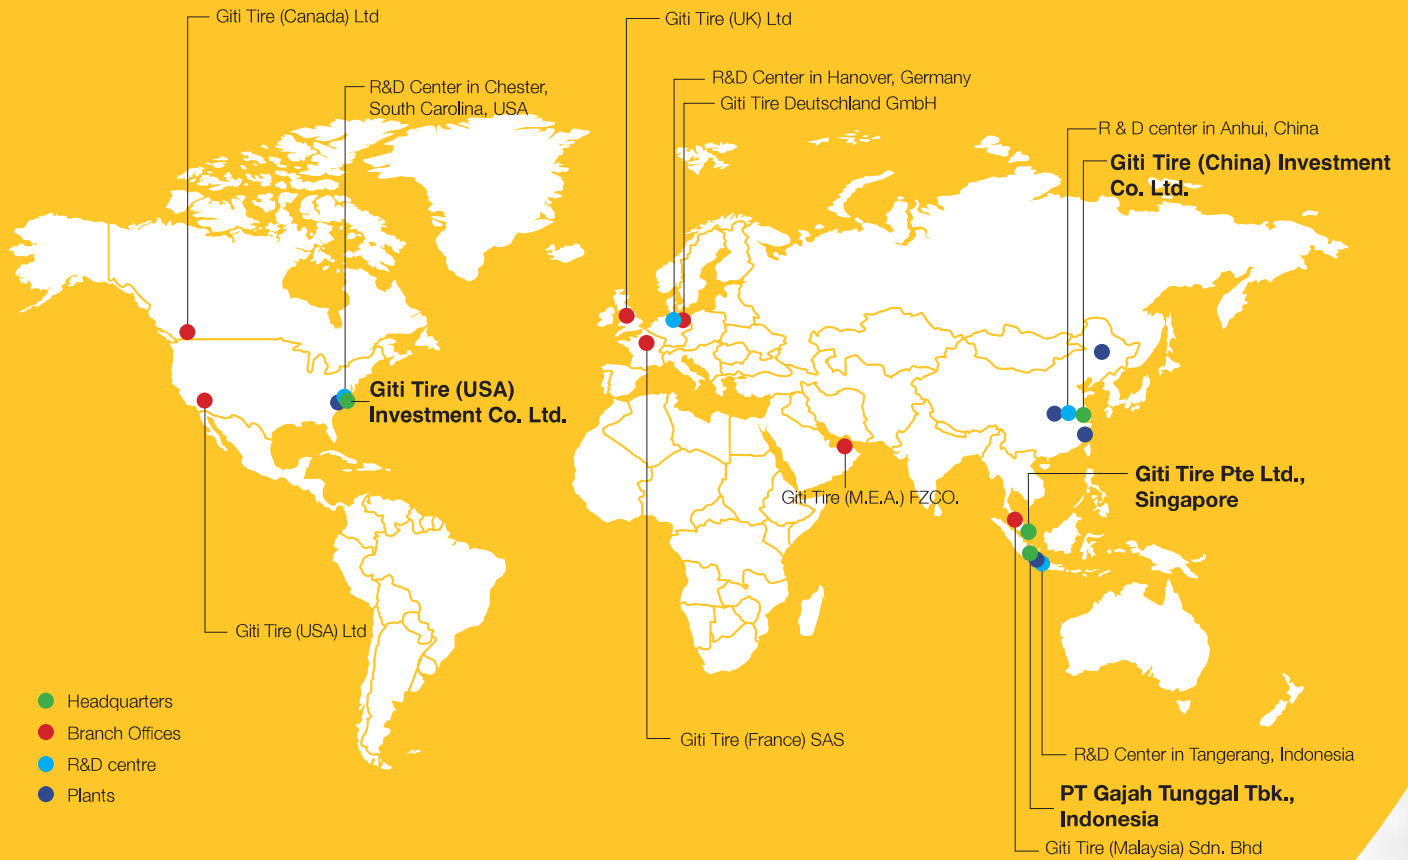 Giti Tire (Canada) Ltd
Giti Tire (UK) Ltd
R&D Center in Chester,
South Carolina, USA
R&D Center in Hanover, Germany
Giti Tire Deutschland GmbH
R & D center in Anhui, China
Giti Tire (China) Investment
Co. Ltd.
Giti Tire (USA)
Investment Co. Ltd.
Giti Tire Pte Ltd.,
Singapore
Giti Tire (M.E.A.) FZCO.
Giti Tire (USA) Ltd
Headquarters
Branch Offices
R&D centre
Plants
Giti Tire (France) SAS
R&D Center in Tangerang, Indonesia
PT Gajah Tunggal Tbk.,
Indonesia
Giti Tire (Malaysia) Sdn. Bhd